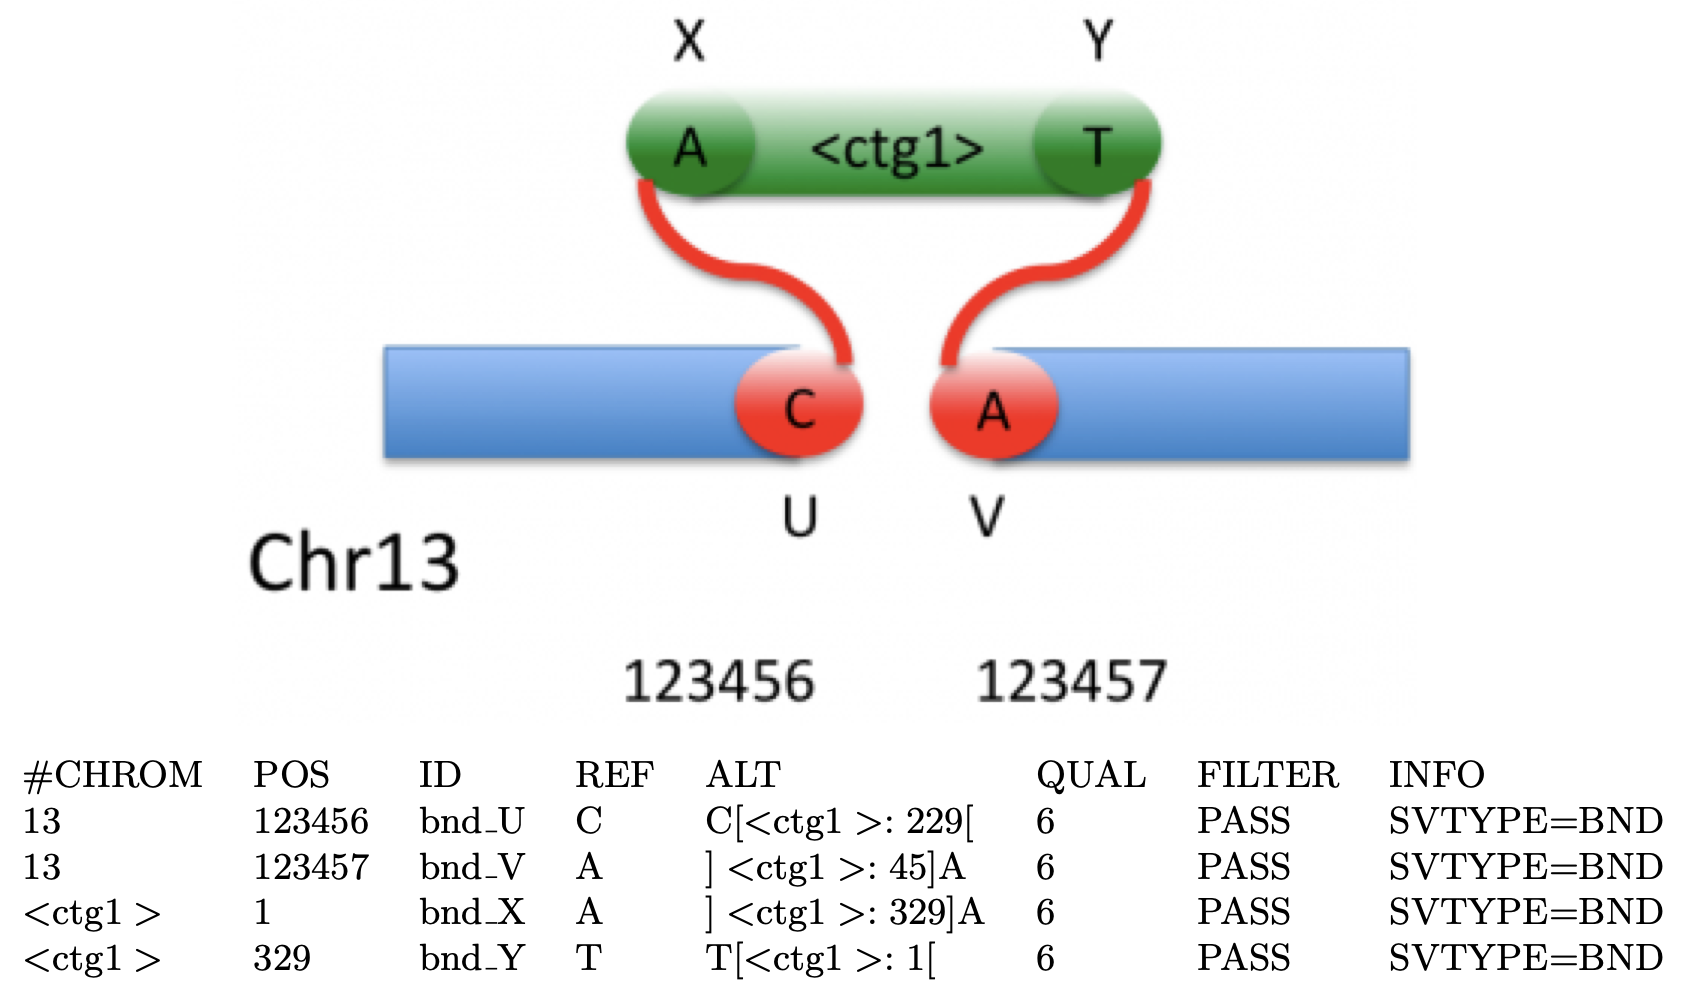 X Y
A <ctg1> T
C A
U V
Chr13
123456 123457
#CHROM POS ID REF ALT QUAL FILTER INFO
13 123456 bnd_U C C[<ctg1 >: 229[ 6 PASS SVTYPE=BND
13 123457 bnd_V A ] <ctg1 >: 45]A 6 PASS SVTYPE=BND
<ctg1 > 1 bnd_X A ] <ctg1 >: 329]A 6 PASS SVTYPE=BND
<ctg1 > 329 bnd_Y T T[<ctg1 >: 1[ 6 PASS SVTYPE=BND